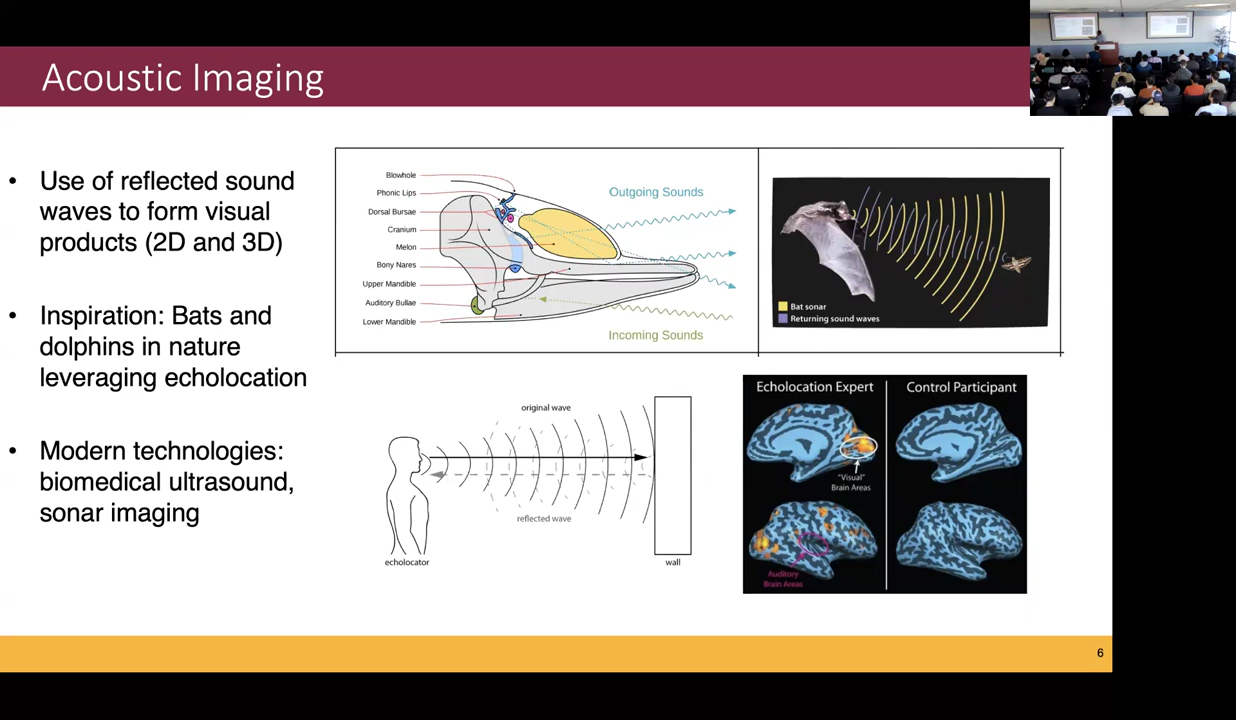 Acoustic Imaging
• Use of reflected sound
waves to form visual
products (2D and 3D)
• Inspiration: Bats and
dolphins in nature
leveraging echolocation
• Modern technologies:
biomedical ultrasound,
sonar imaging
Blowhole
Phonic Lips
Dorsal Bursae
Cranium
Melon
Bony Nares
Upper Mandible
Auditory Bullae
Lower Mandible
Outgoing Sounds
Incoming Sounds
Bat sonar
Returning sound waves
original wave
reflected wave
echolocator
wall
Echolocation Expert
Control Participant
"Visual"
Brain Areas
Auditory
Brain Areas
6